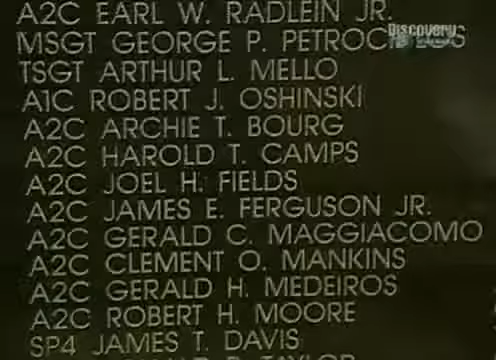 A2C EARL W. RADLEIN JR.
Discovery
MSGT GEORGE P.
TSGT ARTHUR L. MELLO
A1C ROBERT J. OSHINSKI
A2C ARCHIE T. BOURG
A2C HAROLD T. CAMPS
A2C JOEL H. FIELDS
A2C JAMES E. FERGUSON JR.
A2C GERALD C. MAGGIACOMO
A2C CLEMENT O. MANKINS
A2C GERALD H. MEDEIROS
A2C ROBERT H. MOORE
SP4 JAMES T. DAVIS
TAYLOR